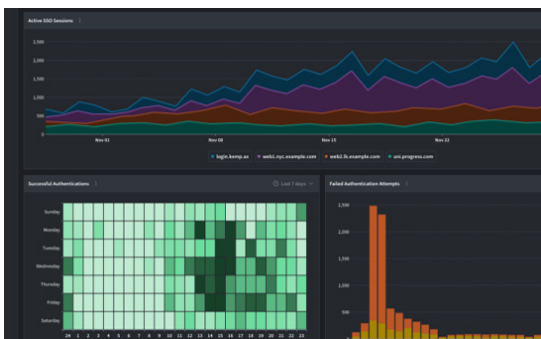 Active SSO Sessions
2,500
2,000
1,500
1,000
500
0
Nov 01 Nov 08 Nov 15 Nov 22
login.kemp.ax web1.nyc.example.com web2.lk.example.com uni.progress.com
Successful Authentications Last 7 days
Sunday
Monday
Tuesday
Wednesday
Thursday
Friday
Saturday
24 1 2 3 4 5 6 7 8 9 10 11 12 13 14 15 16 17 18 19 20 21 22 23
Failed Authentication Attempts
2,500
2,000
1,500
1,000
500